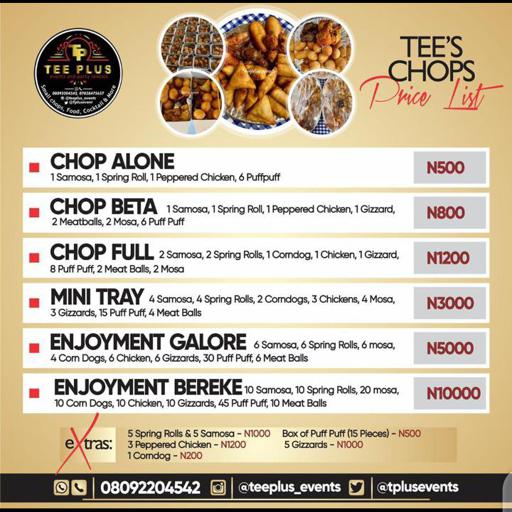 TP
TEE PLUS
Small chops, Food, Cocktail & More
TEE'S
CHOPS
Price List
CHOP ALONE
1 Samosa, 1 Spring Roll, 1 Peppered Chicken, 6 Puffpuff
N500
CHOP BETA 1 Samosa, 1 Spring Roll, 1 Peppered Chicken, 1 Gizzard,
2 Meatballs, 2 Mosa, 6 Puff Puff
N800
CHOP FULL 2 Samosa, 2 Spring Rolls, 1 Corndog, 1 Chicken, 1 Gizzard,
8 Puff Puff, 2 Meat Balls, 2 Mosa
N1200
MINI TRAY 4 Samosa, 4 Spring Rolls, 2 Corndogs, 3 Chickens, 4 Mosa,
3 Gizzards, 15 Puff Puff, 4 Meat Balls
N3000
ENJOYMENT GALORE 6 Samosa, 6 Spring Rolls, 6 mosa,
4 Corn Dogs, 6 Chicken, 6 Gizzards, 30 Puff Puff, 6 Meat Balls
N5000
ENJOYMENT BEREKE 10 Samosa, 10 Spring Rolls, 20 mosa,
10 Corn Dogs, 10 Chicken, 10 Gizzards, 45 Puff Puff, 10 Meat Balls
N10000
eXtras:
5 Spring Rolls & 5 Samosa - N1000
3 Peppered Chicken - N1200
1 Corndog - N200
Box of Puff Puff (15 Pieces) - N500
5 Gizzards - N1000
08092204542 @teeplus_events @tplusevents